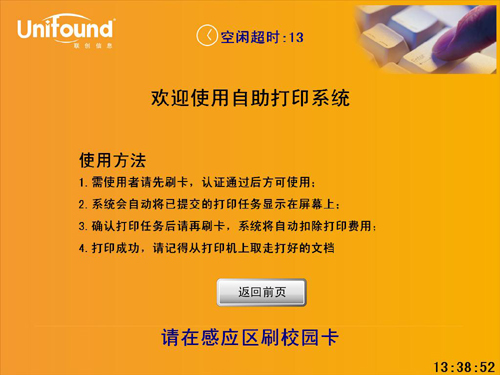 Unifound
联创信息
空闲超时:13
欢迎使用自助打印系统
使用方法
1.需使用者请先刷卡，认证通过后方可使用；
2.系统会自动将已提交的打印任务显示在屏幕上；
3.确认打印任务后请再刷卡，系统将自动扣除打印费用；
4.打印成功，请记得从打印机上取走打好的文档
返回前页
请在感应区刷校园卡
13:38:52